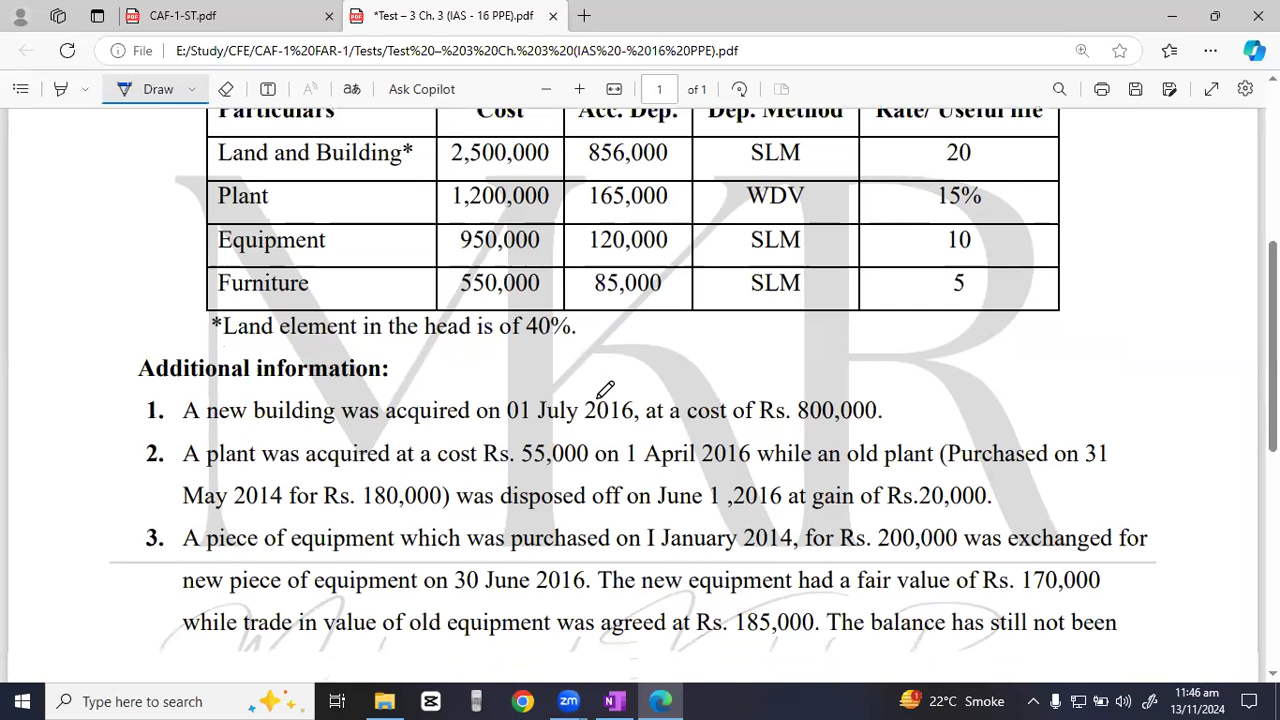 CAF-1-ST.pdf
*Test – 3 Ch. 3 (IAS - 16 PPE).pdf
File
E:/Study/CFE/CAF-1%20FAR-1/Tests/Test%20–%203%20Ch.%203%20(IAS%20-%2016%20PPE).pdf
Draw
Ask Copilot
1 of 1
Particulars Cost Acc. Dep. Dep. Method Rate/ Useful life
Land and Building* 2,500,000 856,000 SLM 20
Plant 1,200,000 165,000 WDV 15%
Equipment 950,000 120,000 SLM 10
Furniture 550,000 85,000 SLM 5
*Land element in the head is of 40%.
Additional information:
1. A new building was acquired on 01 July 2016, at a cost of Rs. 800,000.
2. A plant was acquired at a cost Rs. 55,000 on 1 April 2016 while an old plant (Purchased on 31
May 2014 for Rs. 180,000) was disposed off on June 1 ,2016 at gain of Rs.20,000.
3. A piece of equipment which was purchased on I January 2014, for Rs. 200,000 was exchanged for
new piece of equipment on 30 June 2016. The new equipment had a fair value of Rs. 170,000
while trade in value of old equipment was agreed at Rs. 185,000. The balance has still not been
MKR
Type here to search
22°C Smoke
11:46 am
13/11/2024